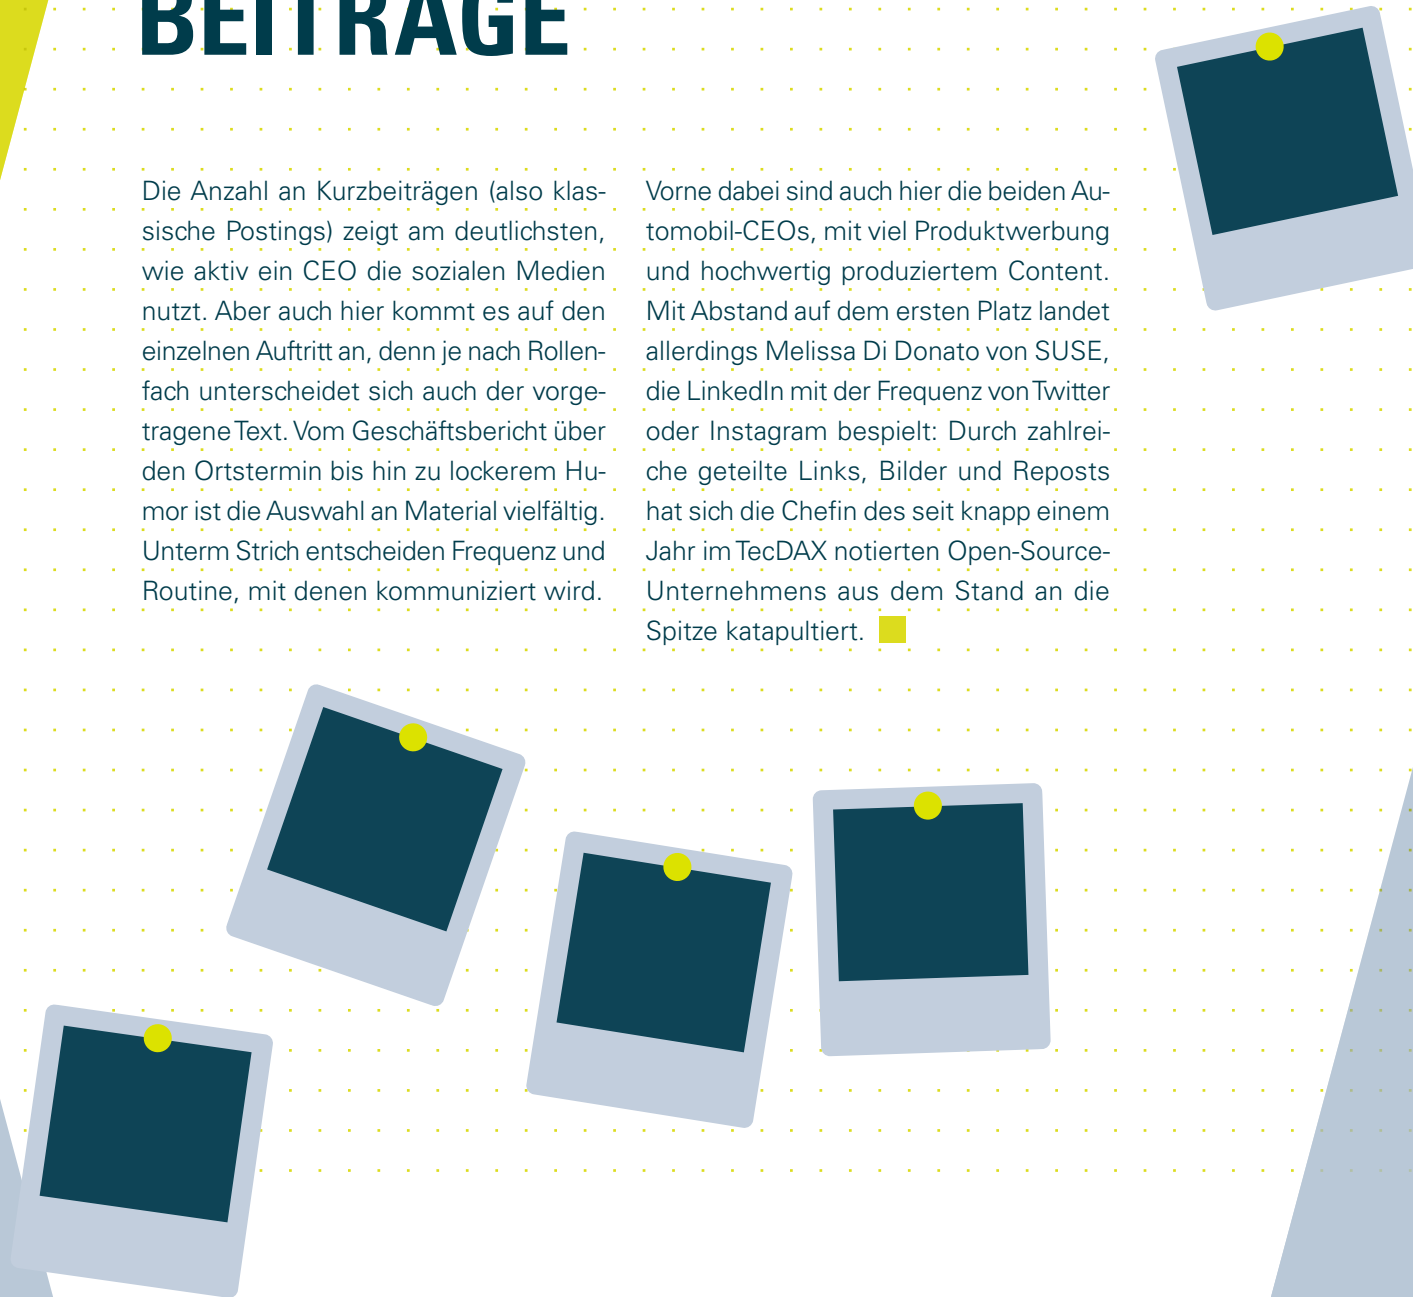 BEITRÄGE
Die Anzahl an Kurzbeiträgen (also klas-
sische Postings) zeigt am deutlichsten,
wie aktiv ein CEO die sozialen Medien
nutzt. Aber auch hier kommt es auf den
einzelnen Auftritt an, denn je nach Rollen-
fach unterscheidet sich auch der vorge-
tragene Text. Vom Geschäftsbericht über
den Ortstermin bis hin zu lockerem Hu-
mor ist die Auswahl an Material vielfältig.
Unterm Strich entscheiden Frequenz und
Routine, mit denen kommuniziert wird.
Vorne dabei sind auch hier die beiden Au-
tomobil-CEOs, mit viel Produktwerbung
und hochwertig produziertem Content.
Mit Abstand auf dem ersten Platz landet
allerdings Melissa Di Donato von SUSE,
die LinkedIn mit der Frequenz von Twitter
oder Instagram bespielt: Durch zahlrei-
che geteilte Links, Bilder und Reposts
hat sich die Chefin des seit knapp einem
Jahr im TecDAX notierten Open-Source-
Unternehmens aus dem Stand an die
Spitze katapultiert.